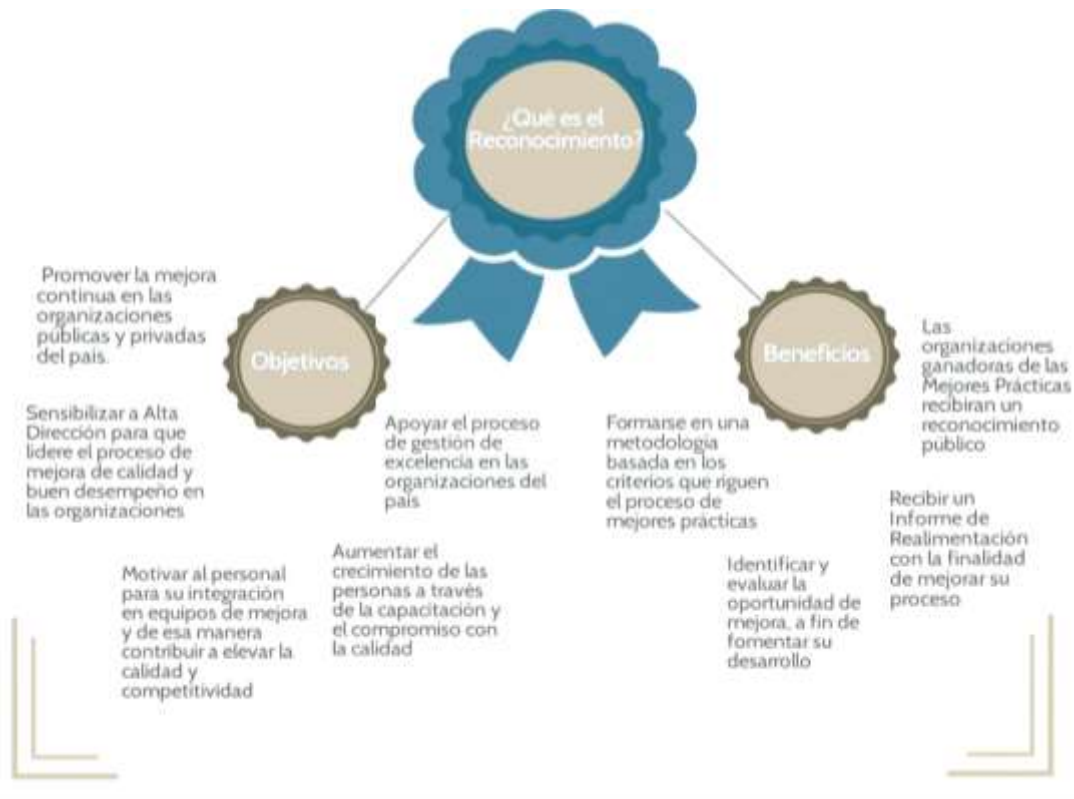 ¿Qué es el
Reconocimiento?
Objetivos
Promover la mejora
continua en las
organizaciones
públicas y privadas
del país.
Sensibilizar a Alta
Dirección para que
lidere el proceso de
mejora de calidad y
buen desempeño en
las organizaciones
Motivar al personal
para su integración
en equipos de mejora
y de esa manera
contribuir a elevar la
calidad y
competitividad
Aumentar el
crecimiento de las
personas a través
de la capacitación y
el compromiso con
la calidad
Apoyar el proceso
de gestión de
excelencia en las
organizaciones del
país
Beneficios
Formarse en una
metodología
basada en los
criterios que riguen
el proceso de
mejores prácticas
Identificar y
evaluar la
oportunidad de
mejora, a fin de
fomentar su
desarrollo
Recibir un
Informe de
Realimentación
con la finalidad
de mejorar su
proceso
Las
organizaciones
ganadoras de las
Mejores Prácticas
recibiran un
reconocimiento
público